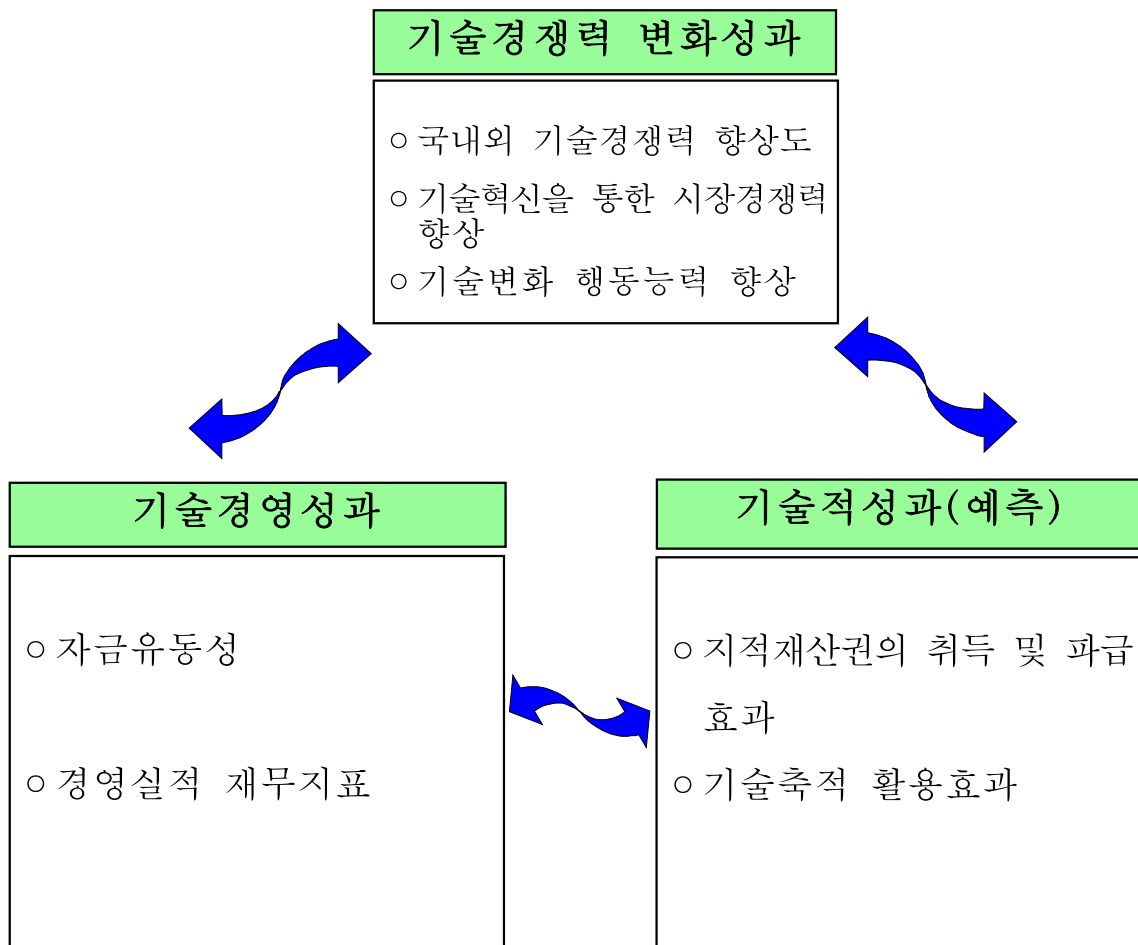 기술경쟁력 변화성과
○ 국내외 기술경쟁력 향상도
○ 기술혁신을 통한 시장경쟁력
향상
○ 기술변화 행동능력 향상
기술경영성과
○ 자금유동성
○ 경영실적 재무지표
기술적성과(예측)
○ 지적재산권의 취득 및 파급
효과
○ 기술축적 활용효과